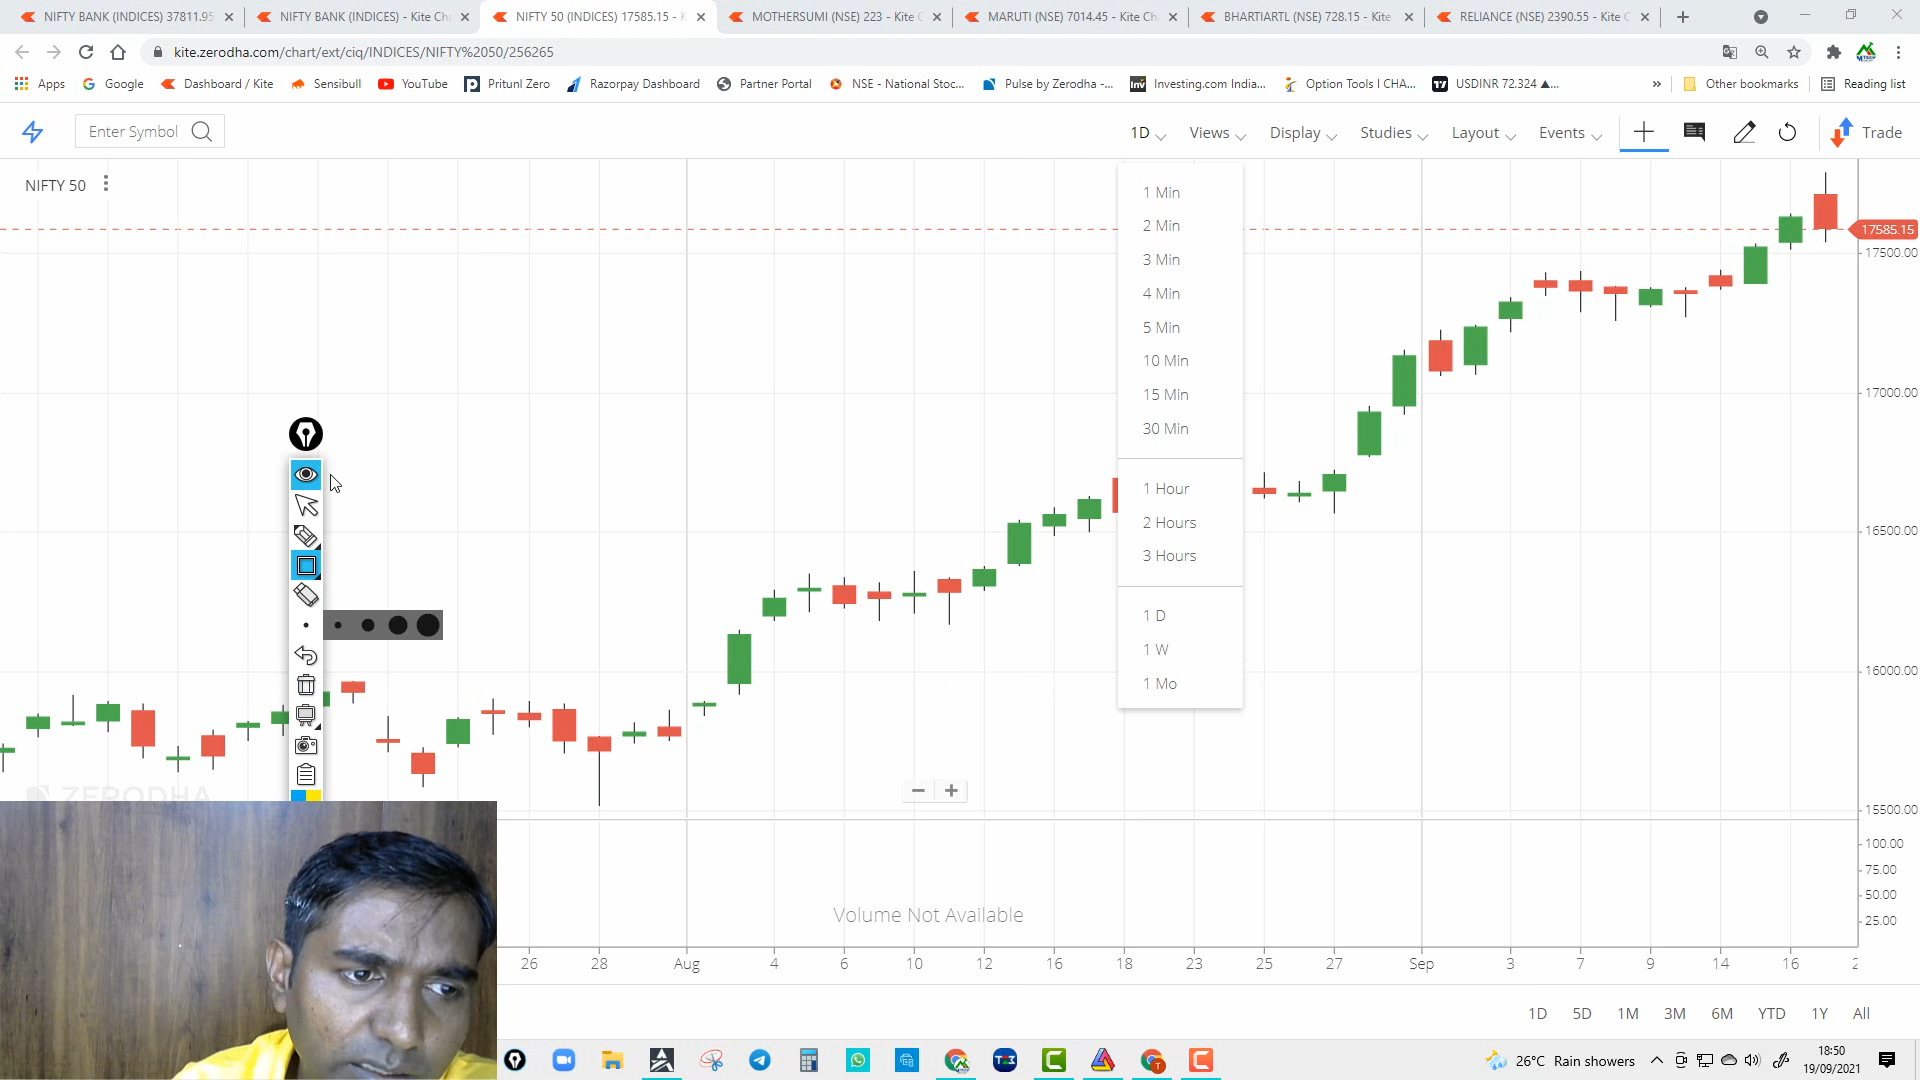 NIFTY BANK (INDICES) 37811.95
NIFTY BANK (INDICES) - Kite Ch
NIFTY 50 (INDICES) 17585.15 - K
MOTHERSUMI (NSE) 223 - Kite C
MARUTI (NSE) 7014.45 - Kite Ch
BHARTIARTL (NSE) 728.15 - Kite
RELIANCE (NSE) 2390.55 - Kite C
kite.zerodha.com/chart/ext/ciq/INDICES/NIFTY%2050/256265
Apps
Google
Dashboard / Kite
Sensibull
YouTube
Pritunl Zero
Razorpay Dashboard
Partner Portal
NSE - National Stoc...
Pulse by Zerodha -...
Investing.com India...
Option Tools I CHA...
USDINR 72.324 ▲...
»
Other bookmarks
Reading list
Enter Symbol
1D
Views
Display
Studies
Layout
Events
Trade
NIFTY 50
1 Min
2 Min
3 Min
4 Min
5 Min
10 Min
15 Min
30 Min
1 Hour
2 Hours
3 Hours
1 D
1 W
1 Mo
17585.15
17500.00
17000.00
16500.00
16000.00
15500.00
ZERODHA
100.00
75.00
50.00
25.00
Volume Not Available
26 28 Aug 4 6 10 12 16 18 23 25 27 Sep 3 7 9 14 16 2
1D 5D 1M 3M 6M YTD 1Y All
26°C Rain showers
18:50
19/09/2021